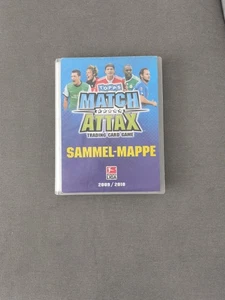 TOPPS
MATCH
ATTAX
TRADING CARD GAME
SAMMEL-MAPPE
2009/2010